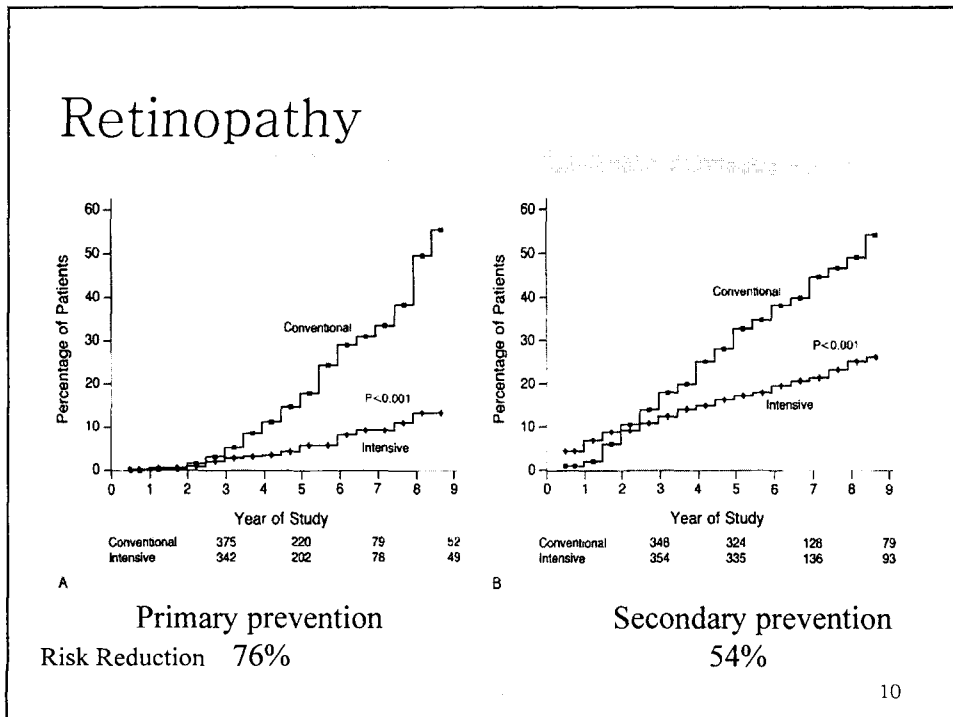 Retinopathy
60
50
40
30
20
10
0
Percentage of Patients
Conventional
P<0.001
Intensive
0 1 2 3 4 5 6 7 8 9
Year of Study
Conventional 375 220 79 52
Intensive 342 202 78 49
A
60
50
40
30
20
10
0
Percentage of Patients
Conventional
P<0.001
Intensive
0 1 2 3 4 5 6 7 8 9
Year of Study
Conventional 348 324 128 79
Intensive 354 335 136 93
B
Primary prevention
Secondary prevention
Risk Reduction 76%
54%
10